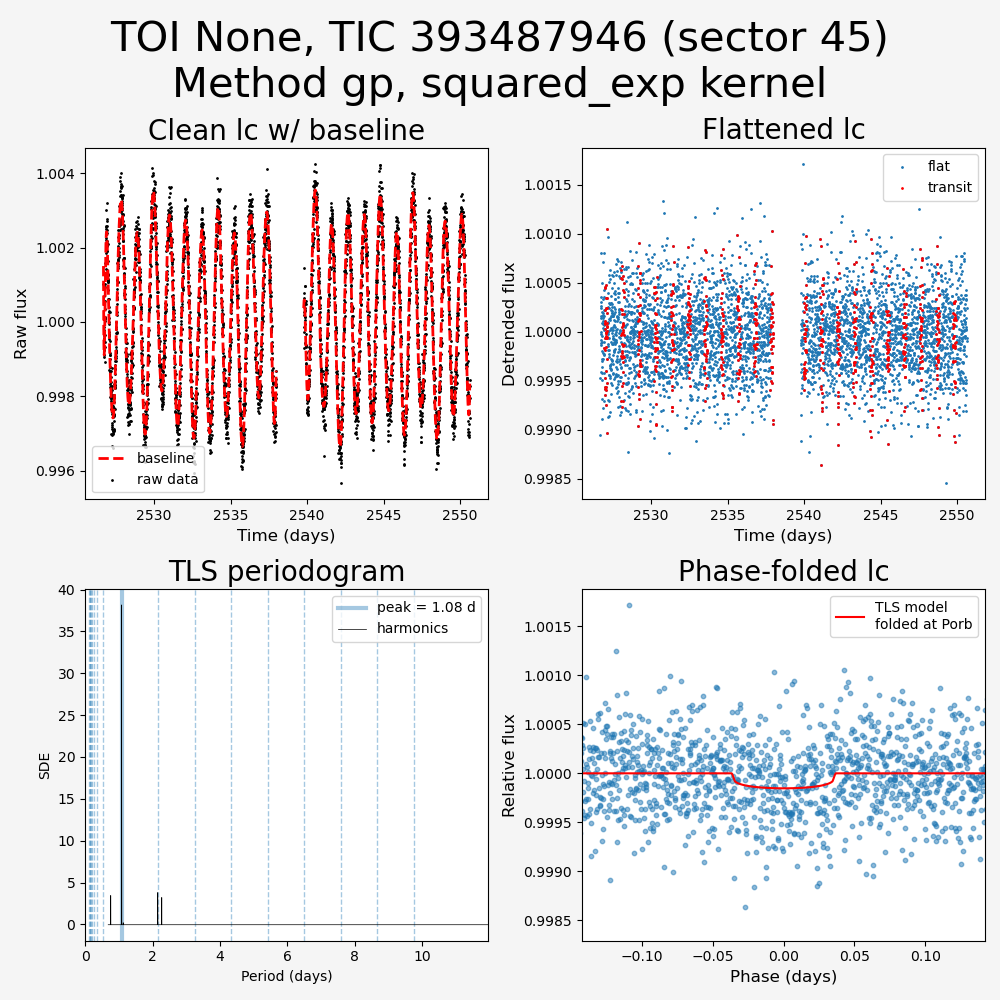 TOI None, TIC 393487946 (sector 45)
Method gp, squared_exp kernel
Clean lc w/ baseline
Raw flux
1.004
1.002
1.000
0.998
0.996
baseline
raw data
2530
2535
2540
2545
2550
Time (days)
Flattened lc
Detrended flux
1.0015
1.0010
1.0005
1.0000
0.9995
0.9990
0.9985
flat
transit
2530
2535
2540
2545
2550
Time (days)
TLS periodogram
SDE
40
35
30
25
20
15
10
5
0
peak = 1.08 d
harmonics
0
2
4
6
8
10
Period (days)
Phase-folded lc
Relative flux
1.0015
1.0010
1.0005
1.0000
0.9995
0.9990
0.9985
TLS model
folded at Porb
−0.10
−0.05
0.00
0.05
0.10
Phase (days)